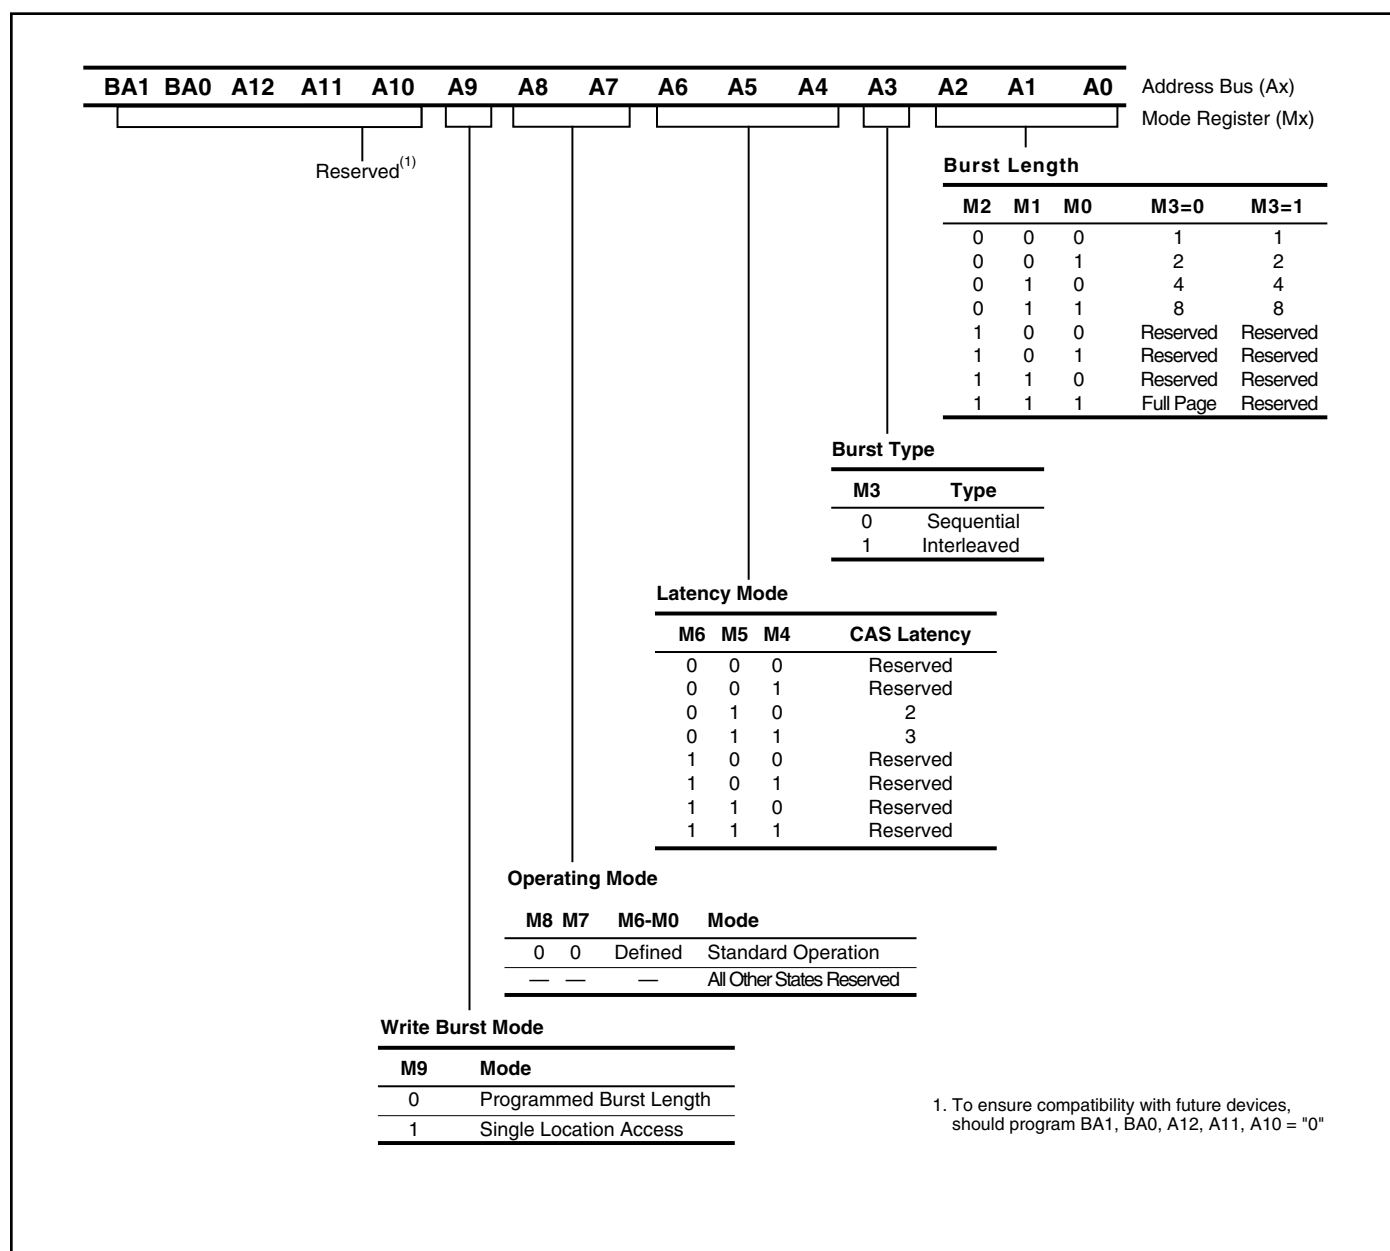 BA1 BA0 A12 A11 A10 A9 A8 A7 A6 A5 A4 A3 A2 A1 A0 Address Bus (Ax)
Mode Register (Mx)
Reserved(1)
Burst Length
M2 M1 M0 M3=0 M3=1
0 0 0 1 1
0 0 1 2 2
0 1 0 4 4
0 1 1 8 8
1 0 0 Reserved Reserved
1 0 1 Reserved Reserved
1 1 0 Reserved Reserved
1 1 1 Full Page Reserved
Burst Type
M3 Type
0 Sequential
1 Interleaved
Latency Mode
M6 M5 M4 CAS Latency
0 0 0 Reserved
0 0 1 Reserved
0 1 0 2
0 1 1 3
1 0 0 Reserved
1 0 1 Reserved
1 1 0 Reserved
1 1 1 Reserved
Operating Mode
M8 M7 M6-M0 Mode
0 0 Defined Standard Operation
— — — All Other States Reserved
Write Burst Mode
M9 Mode
0 Programmed Burst Length
1 Single Location Access
1. To ensure compatibility with future devices,
should program BA1, BA0, A12, A11, A10 = "0"